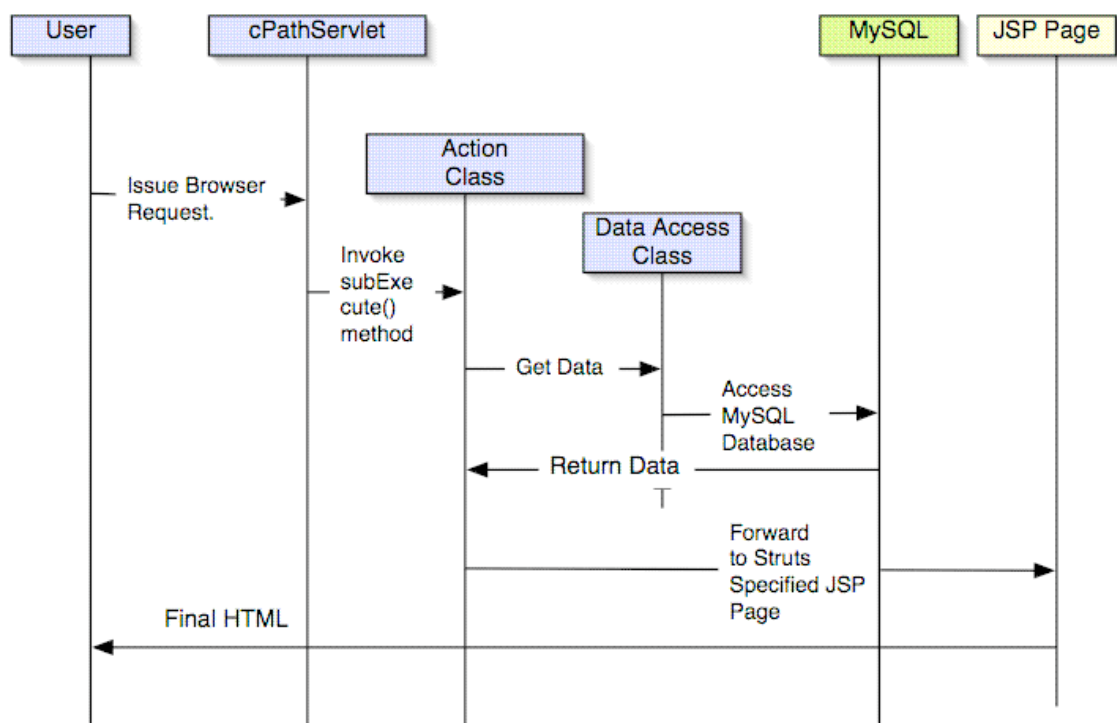 User
cPathServlet
MySQL
JSP Page
Action
Class
Issue Browser
Request.
Data Access
Class
Invoke
subExe
cute()
method
Get Data
Access
MySQL
Database
Return Data
Forward
to Struts
Specified JSP
Page
Final HTML